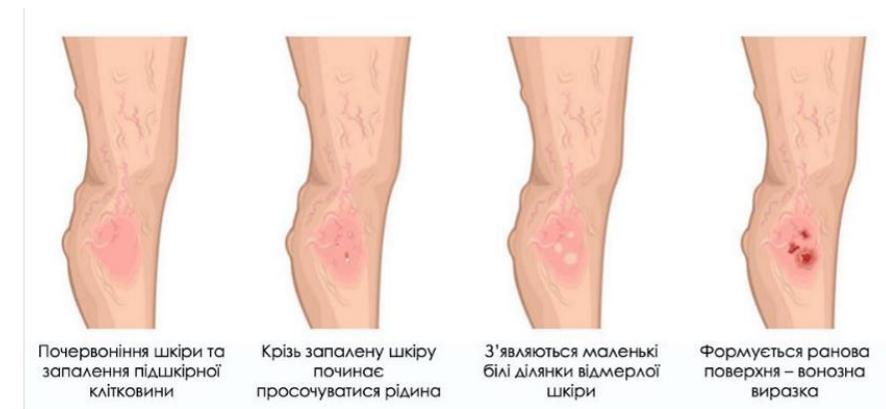 Почервоніння шкіри та
запалення підшкірної
клітковини
Крізь запалену шкіру
починає
просочуватися рідина
З'являються маленькі
білі ділянки відмерлої
шкіри
Формується ранова
поверхня – вонозна
виразка